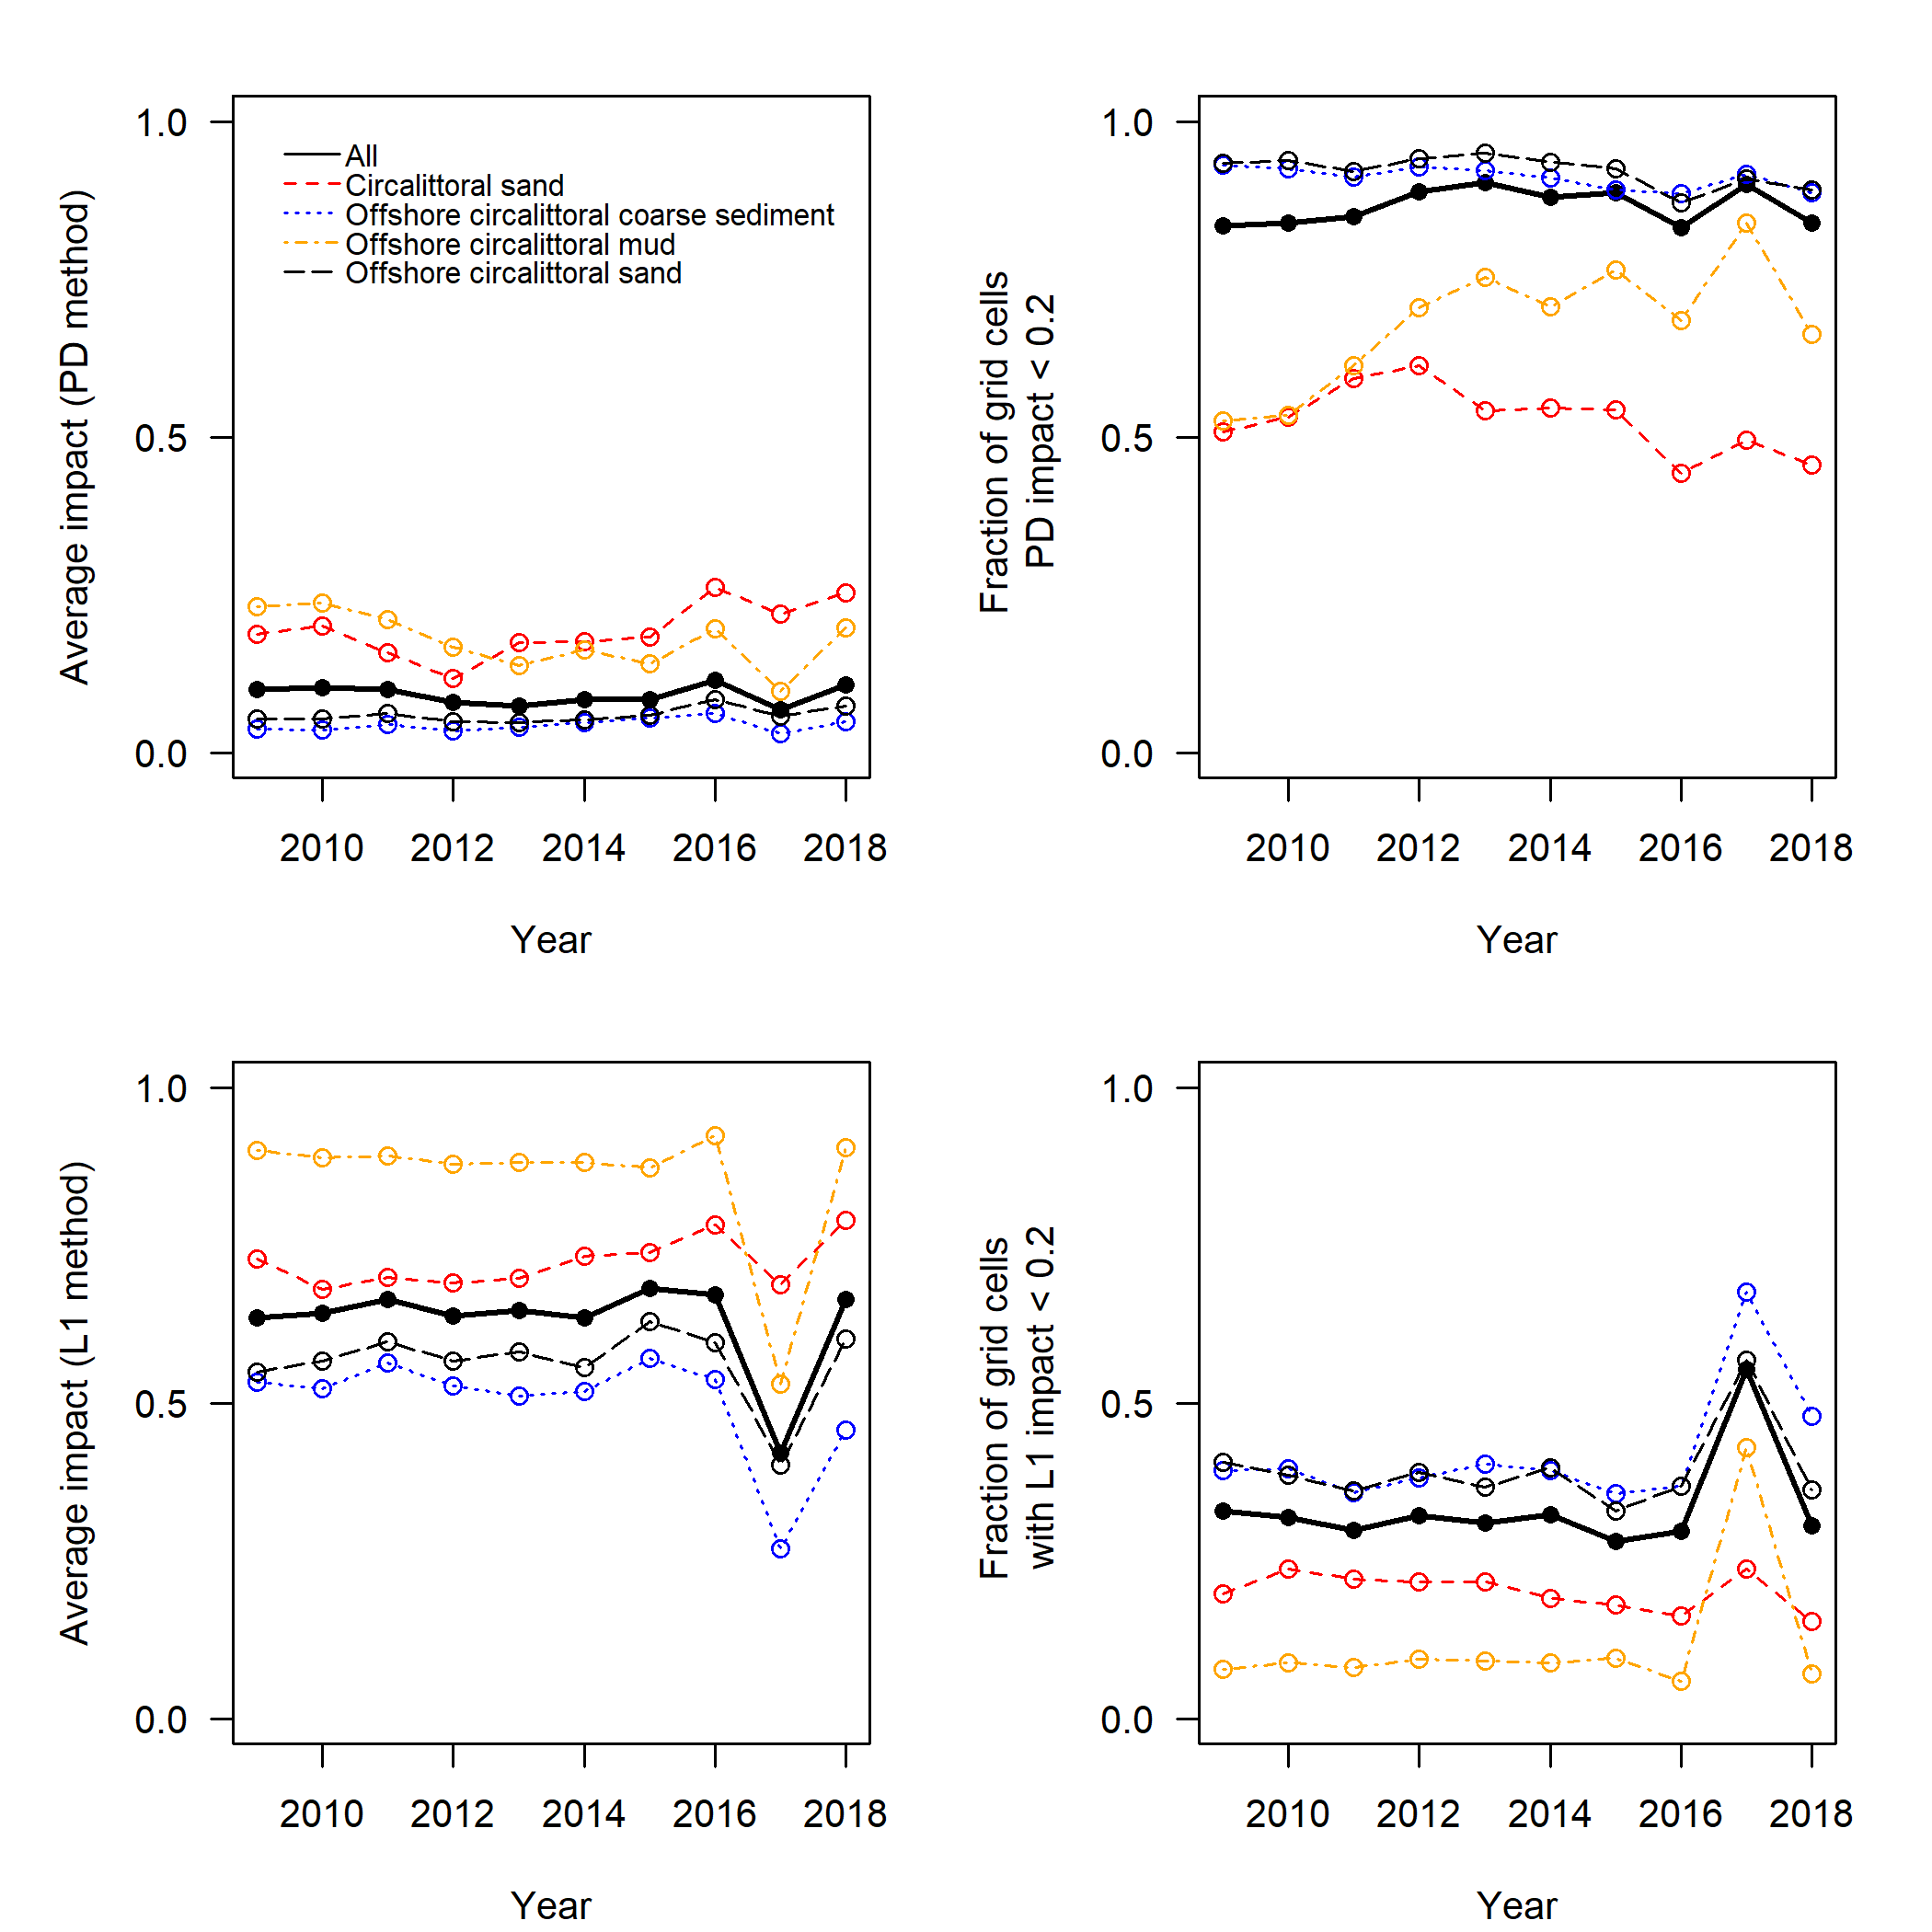 Average impact (PD method)
1.0
0.5
0.0
All
Circalittoral sand
Offshore circalittoral coarse sediment
Offshore circalittoral mud
Offshore circalittoral sand
2010 2012 2014 2016 2018
Year
Fraction of grid cells
PD impact < 0.2
1.0
0.5
0.0
2010 2012 2014 2016 2018
Year
Average impact (L1 method)
1.0
0.5
0.0
2010 2012 2014 2016 2018
Year
Fraction of grid cells
with L1 impact < 0.2
1.0
0.5
0.0
2010 2012 2014 2016 2018
Year